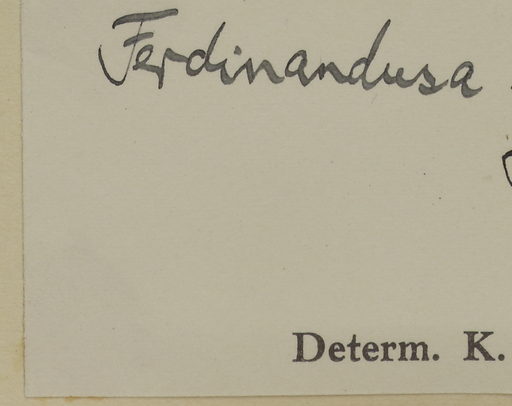 Ferdinandusa
Determ. K.